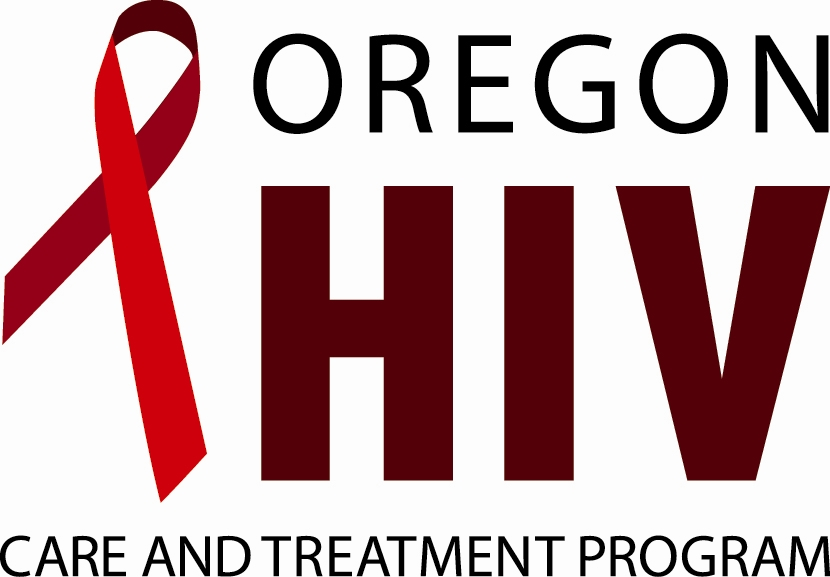 OREGON
HIV
CARE AND TREATMENT PROGRAM